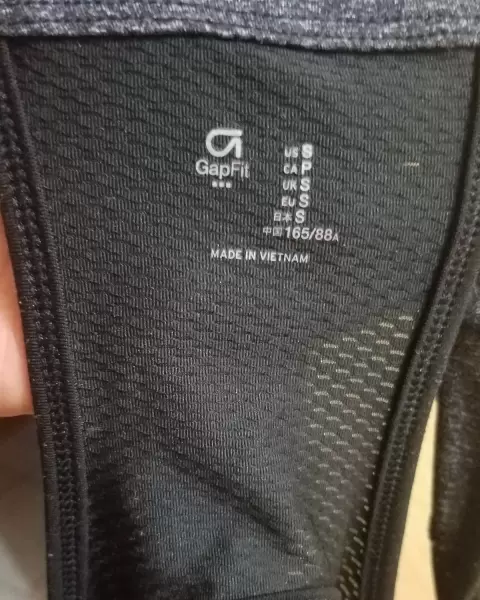 GapFit
US S
CA P
UK S
EU S
日本 S
中国 165/88A
MADE IN VIETNAM